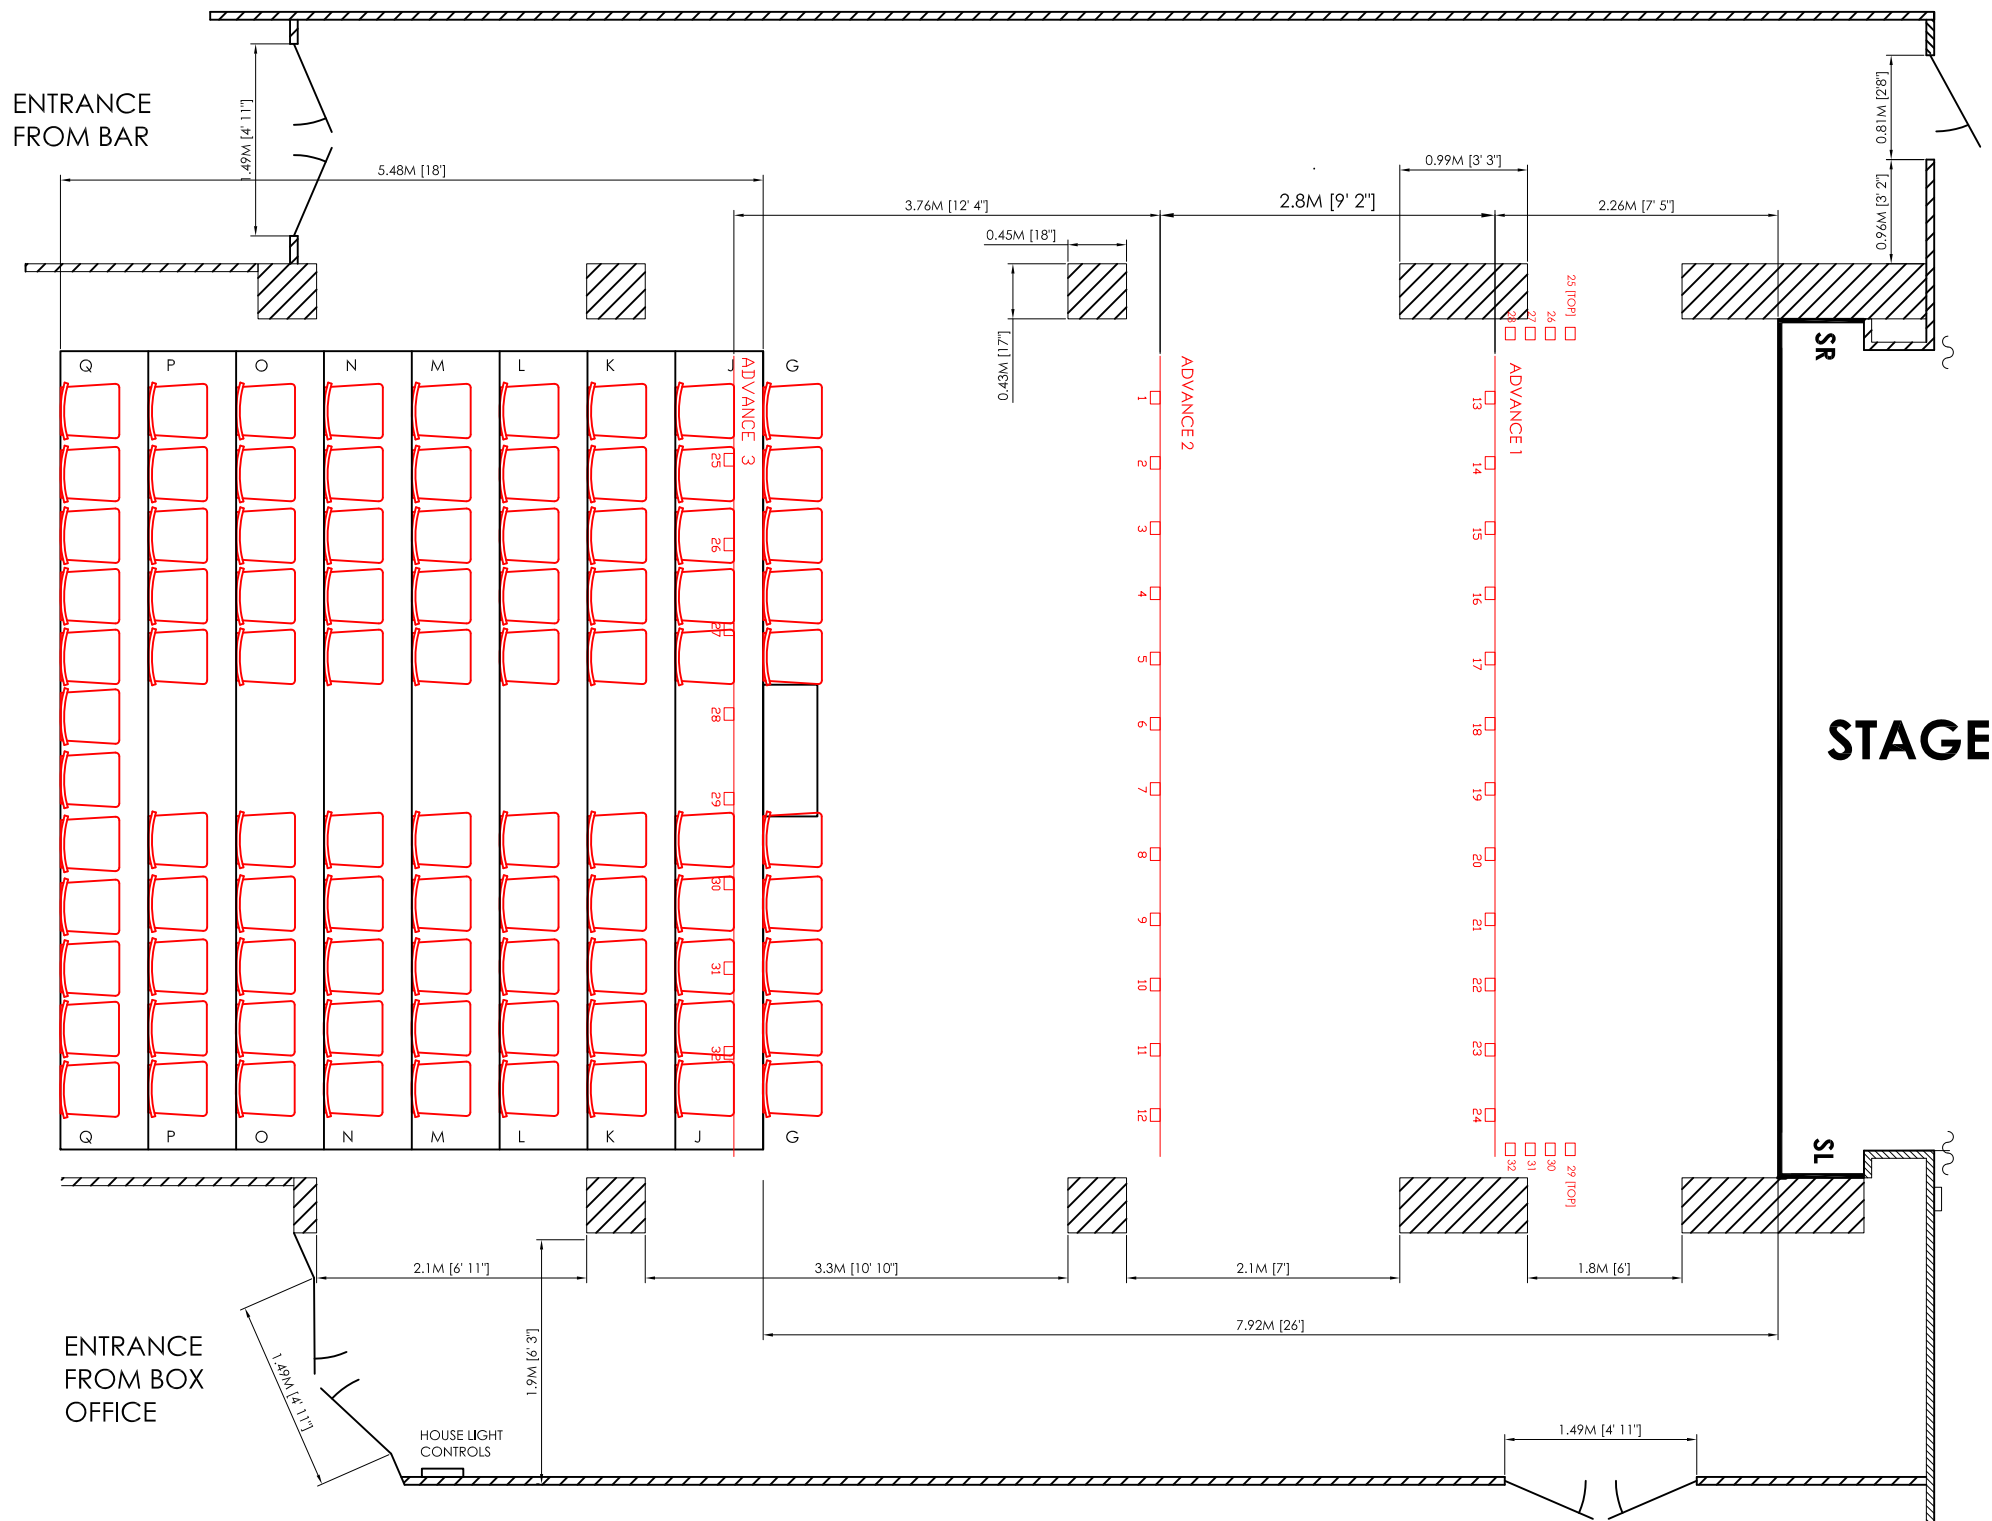 ENTRANCE
FROM BAR
1.49M [4' 11"]
5.48M [18']
3.76M [12' 4"]
2.8M [9' 2"]
0.99M [3' 3"]
2.26M [7' 5"]
0.81M [2'8"]
0.96M [3' 2"]
0.45M [18"]
0.43M [17"]
28
27
26
25 [TOP]
SR
Q
P
O
N
M
L
K
J
G
ADVANCE 3
ADVANCE 2
ADVANCE 1
25
26
27
28
29
30
31
32
1
2
3
4
5
6
7
8
9
10
11
12
13
14
15
16
17
18
19
20
21
22
23
24
STAGE
Q
P
O
N
M
L
K
J
G
32
31
30
29 [TOP]
SL
2.1M [6' 11"]
3.3M [10' 10"]
2.1M [7']
1.8M [6']
7.92M [26']
1.9M [6' 3"]
ENTRANCE
FROM BOX
OFFICE
1.49M [4' 11"]
HOUSE LIGHT
CONTROLS
1.49M [4' 11"]